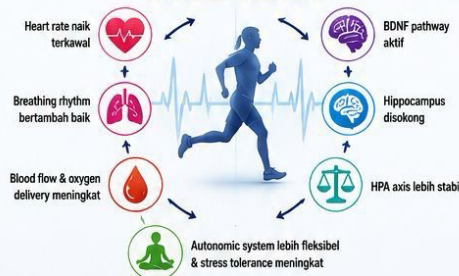 Heart rate naik
terkawal
Breathing rhythm
bertambah baik
Blood flow & oxygen
delivery meningkat
BDNF pathway
aktif
Hippocampus
disokong
HPA axis lebih stabi
Autonomic system lebih fleksibel
& stress tolerance meningkat